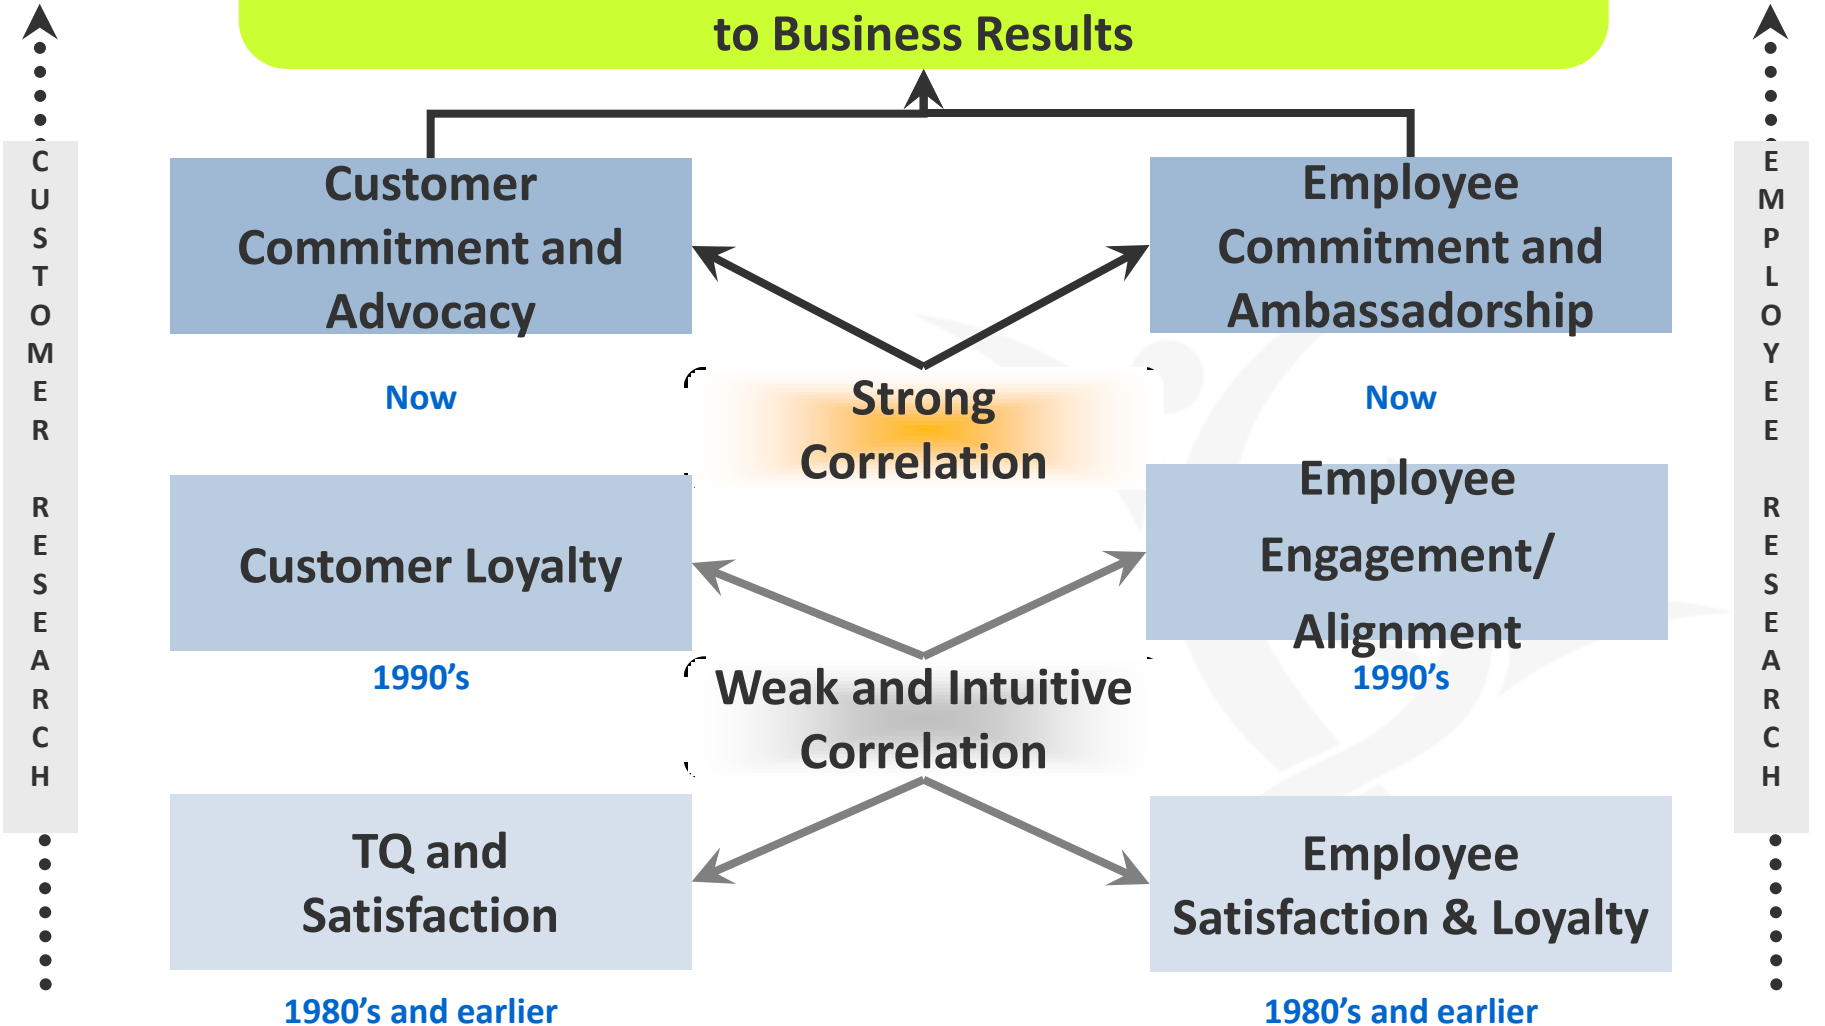 to Business Results
CUSTOMER RESEARCH
EMPLOYEE RESEARCH
Customer
Commitment and
Advocacy
Employee
Commitment and
Ambassadorship
Now
Strong
Correlation
Now
Customer Loyalty
Employee
Engagement/
Alignment
1990’s
Weak and Intuitive
Correlation
1990’s
TQ and
Satisfaction
Employee
Satisfaction & Loyalty
1980’s and earlier
1980’s and earlier